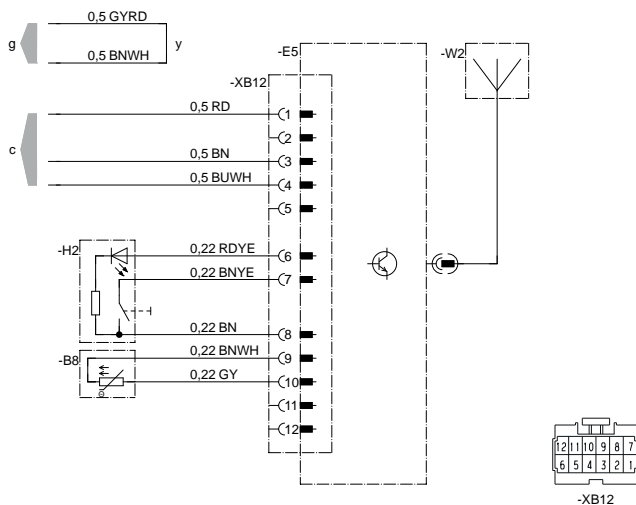 0,5 GYRD
g
y
0,5 BNWH
-E5
-W2
-XB12
0,5 RD
1
2
c
0,5 BN
3
0,5 BUWH
4
5
-H2
0,22 RDYE
6
0,22 BNYE
7
0,22 BN
8
0,22 BNWH
-B8
9
0,22 GY
10
11
12
12 11 10 9 8 7
6 5 4 3 2 1
-XB12